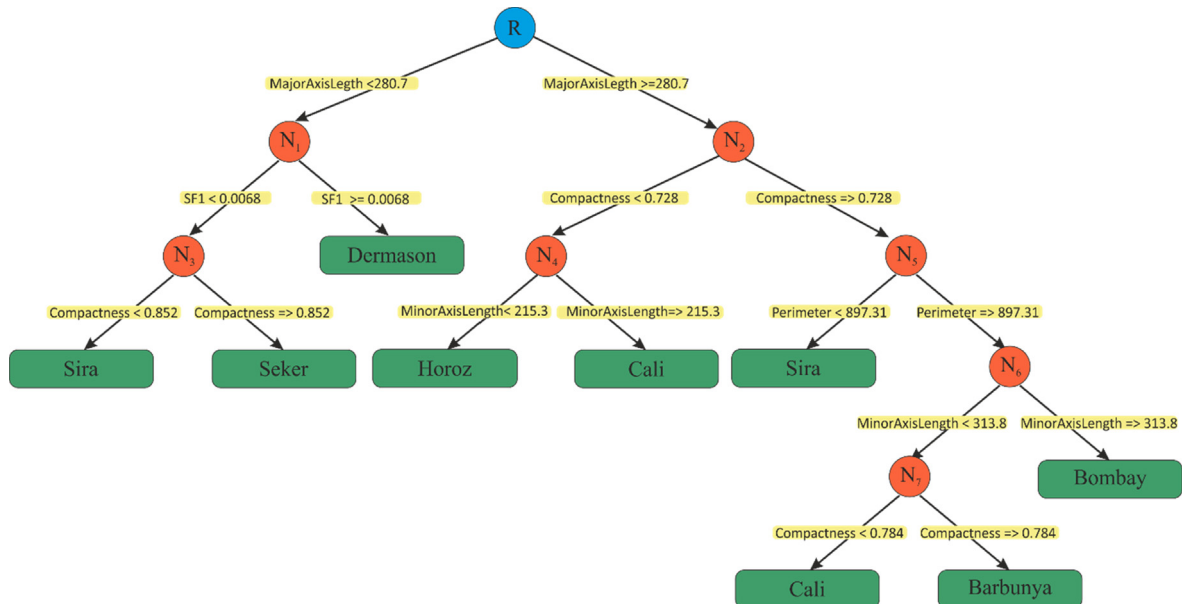 R
MajorAxisLegth <280.7
MajorAxisLegth >=280.7
N1
N2
SF1 < 0.0068
SF1 >= 0.0068
Compactness < 0.728
Compactness => 0.728
N3
Dermason
N4
N5
Compactness < 0.852
Compactness => 0.852
MinorAxisLength< 215.3
MinorAxisLength=> 215.3
Perimeter < 897.31
Perimeter => 897.31
Sira
Seker
Horoz
Cali
Sira
N6
MinorAxisLength < 313.8
MinorAxisLength => 313.8
N7
Bombay
Compactness < 0.784
Compactness => 0.784
Cali
Barbunya